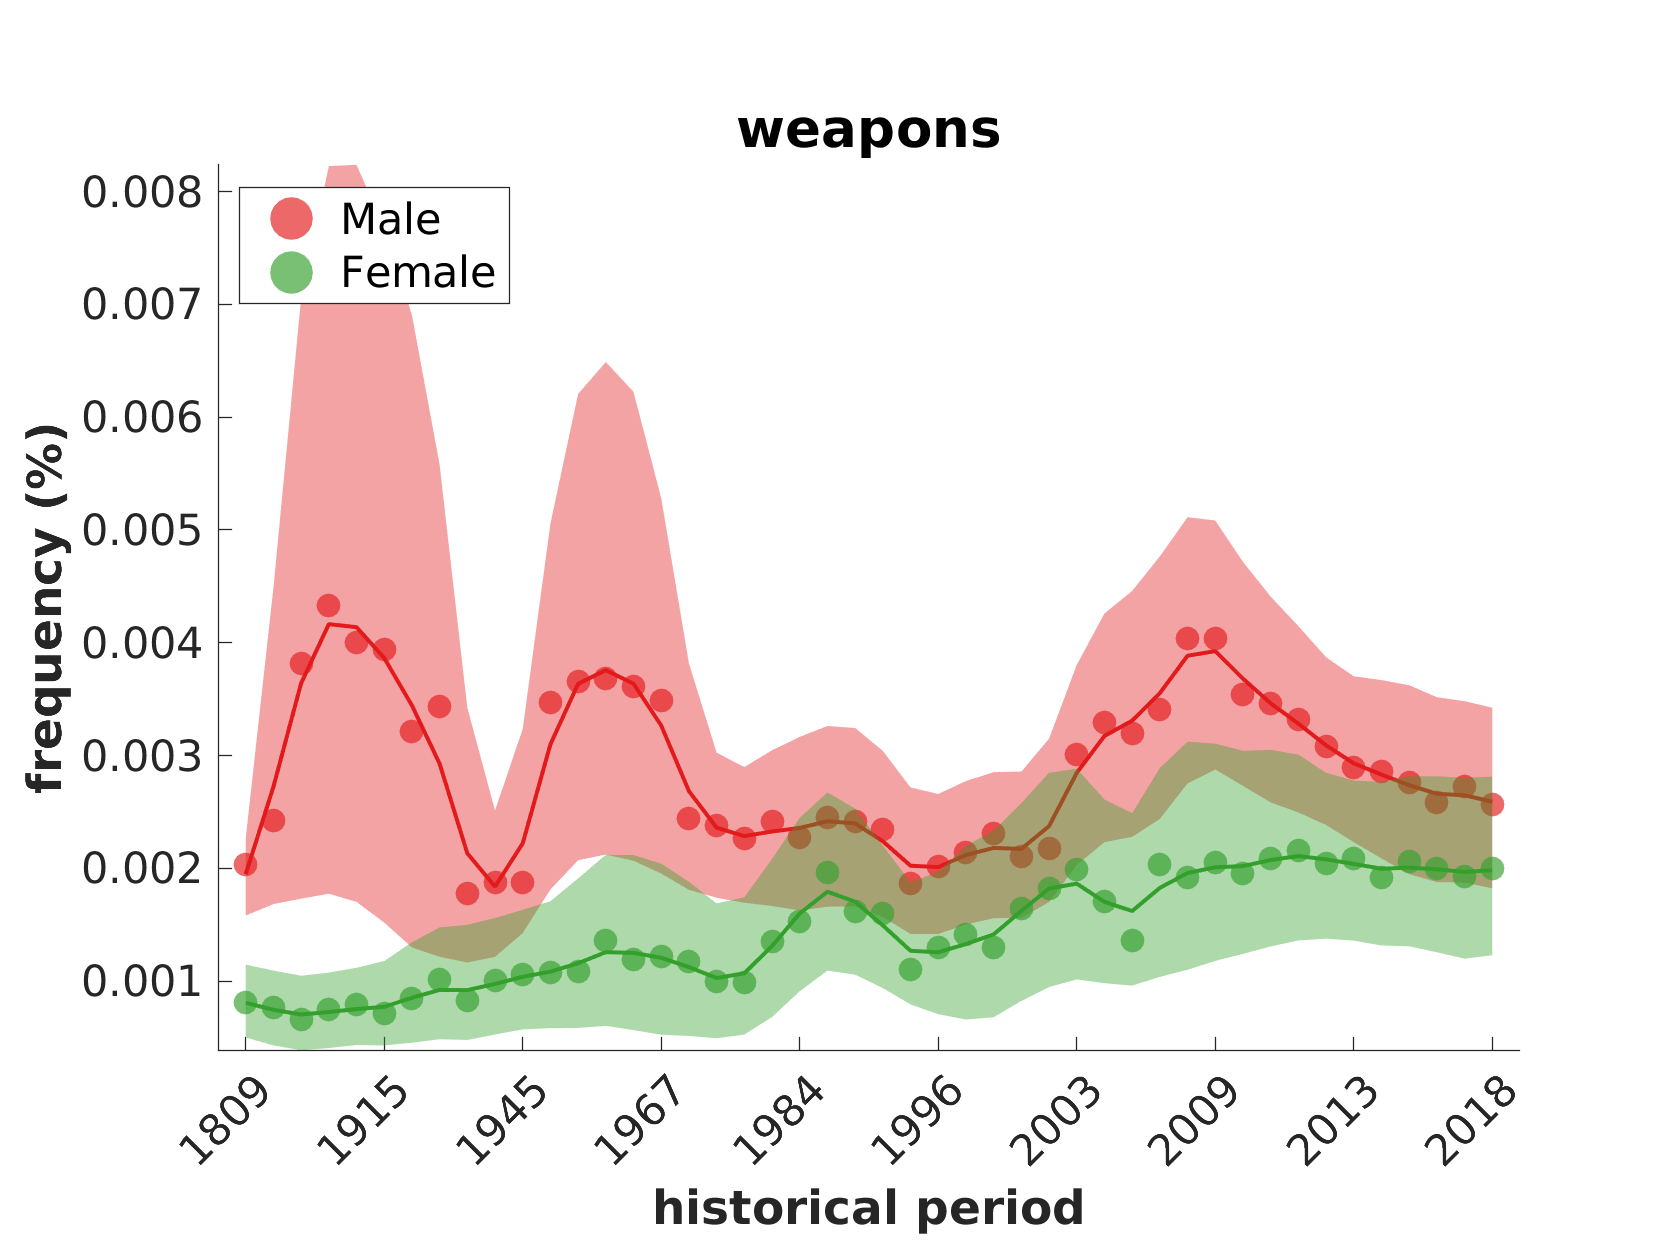 weapons
Male
Female
0.008
0.007
0.006
0.005
0.004
0.003
0.002
0.001
frequency (%)
1809 1915 1945 1967 1984 1996 2003 2009 2013 2018
historical period